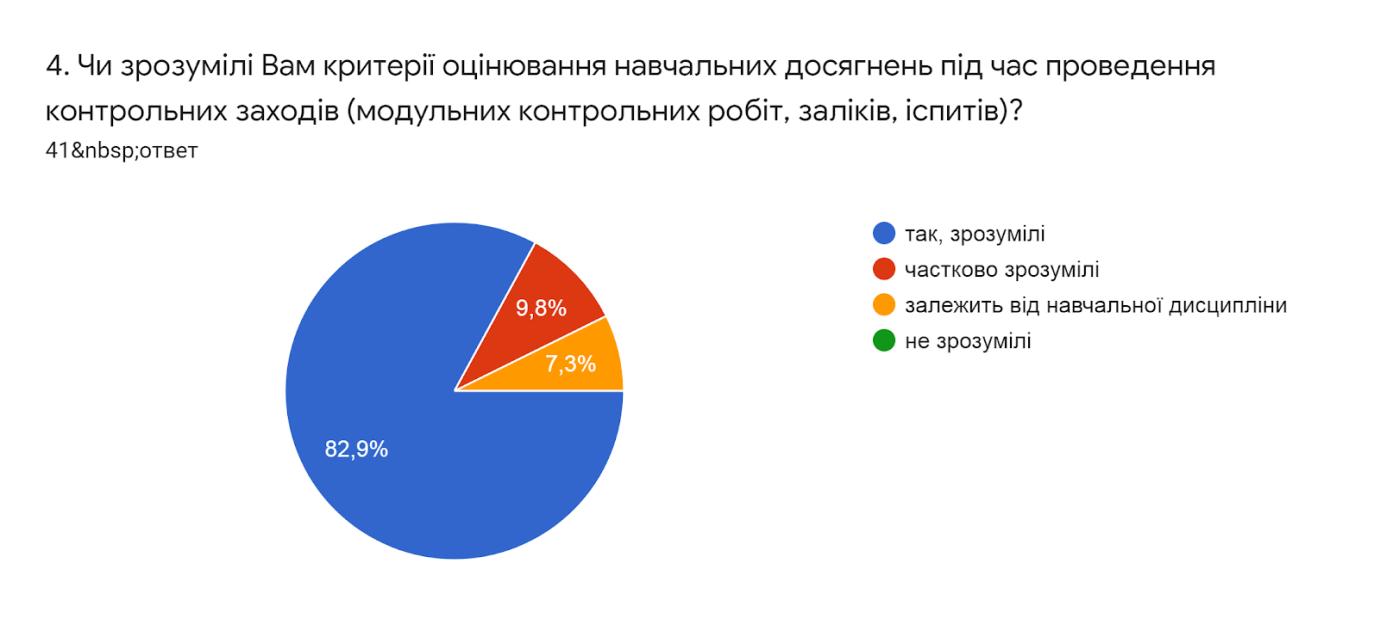 4. Чи зрозумілі Вам критерії оцінювання навчальних досягнень під час проведення
контрольних заходів (модульних контрольних робіт, заліків, іспитів)?
41&nbsp;ответ
так, зрозумілі
частково зрозумілі
залежить від навчальної дисципліни
не зрозумілі
9,8%
7,3%
82,9%